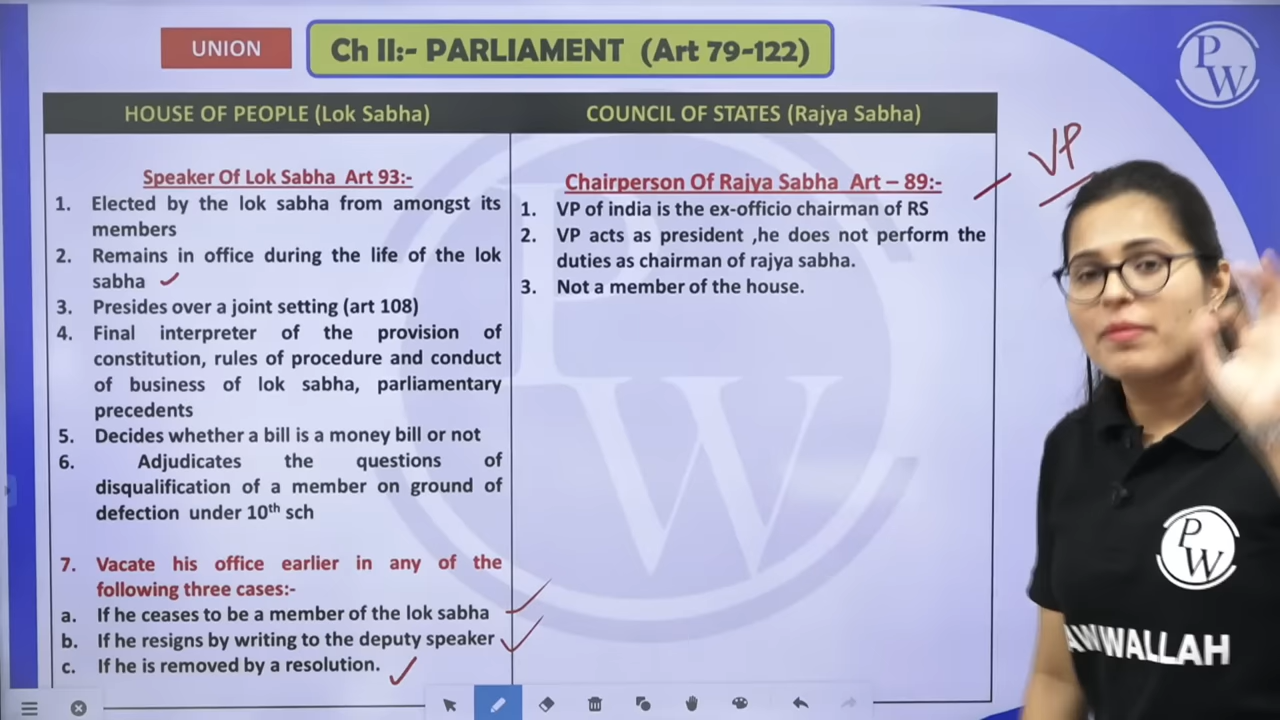 UNION
Ch II:- PARLIAMENT (Art 79-122)
PW
HOUSE OF PEOPLE (Lok Sabha)
COUNCIL OF STATES (Rajya Sabha)
Speaker Of Lok Sabha Art 93:-
1. Elected by the lok sabha from amongst its
members
2. Remains in office during the life of the lok
sabha
3. Presides over a joint setting (art 108)
4. Final interpreter of the provision of
constitution, rules of procedure and conduct
of business of lok sabha, parliamentary
precedents
5. Decides whether a bill is a money bill or not
6. Adjudicates the questions of
disqualification of a member on ground of
defection under 10th sch
7. Vacate his office earlier in any of the
following three cases:-
a. If he ceases to be a member of the lok sabha
b. If he resigns by writing to the deputy speaker
c. If he is removed by a resolution.
Chairperson Of Rajya Sabha Art – 89:-
1. VP of india is the ex-officio chairman of RS
2. VP acts as president ,he does not perform the
duties as chairman of rajya sabha.
3. Not a member of the house.
PW
VP
PW
AWWALLAH